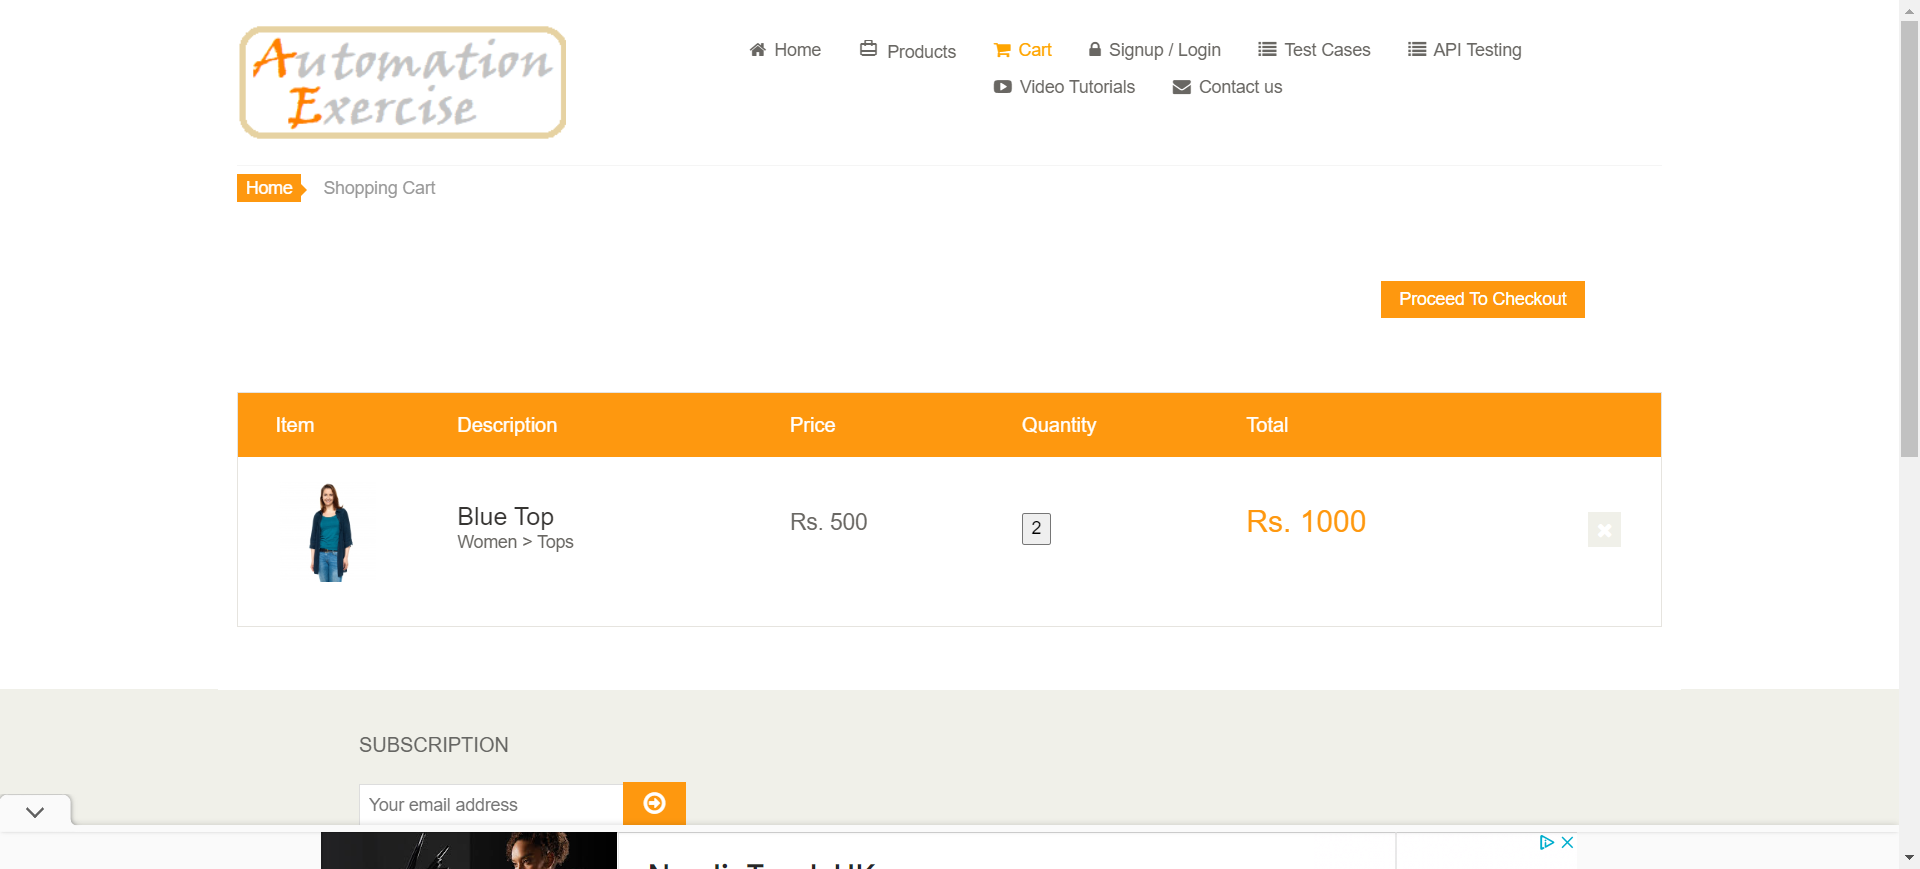 Automation
Exercise
Home
Products
Cart
Signup / Login
Test Cases
API Testing
Video Tutorials
Contact us
Home
Shopping Cart
Proceed To Checkout
Item Description Price Quantity Total
Blue Top
Women > Tops
Rs. 500
2
Rs. 1000
SUBSCRIPTION
Your email address